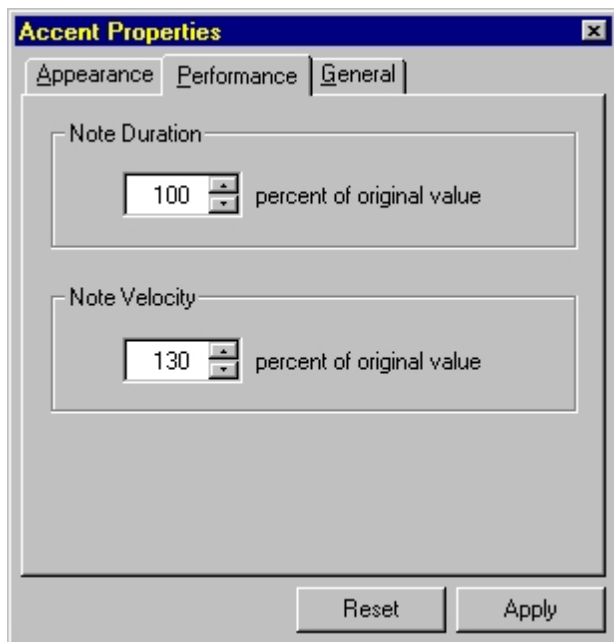 Accent Properties
Appearance Performance General
Note Duration
100 percent of original value
Note Velocity
130 percent of original value
Reset Apply